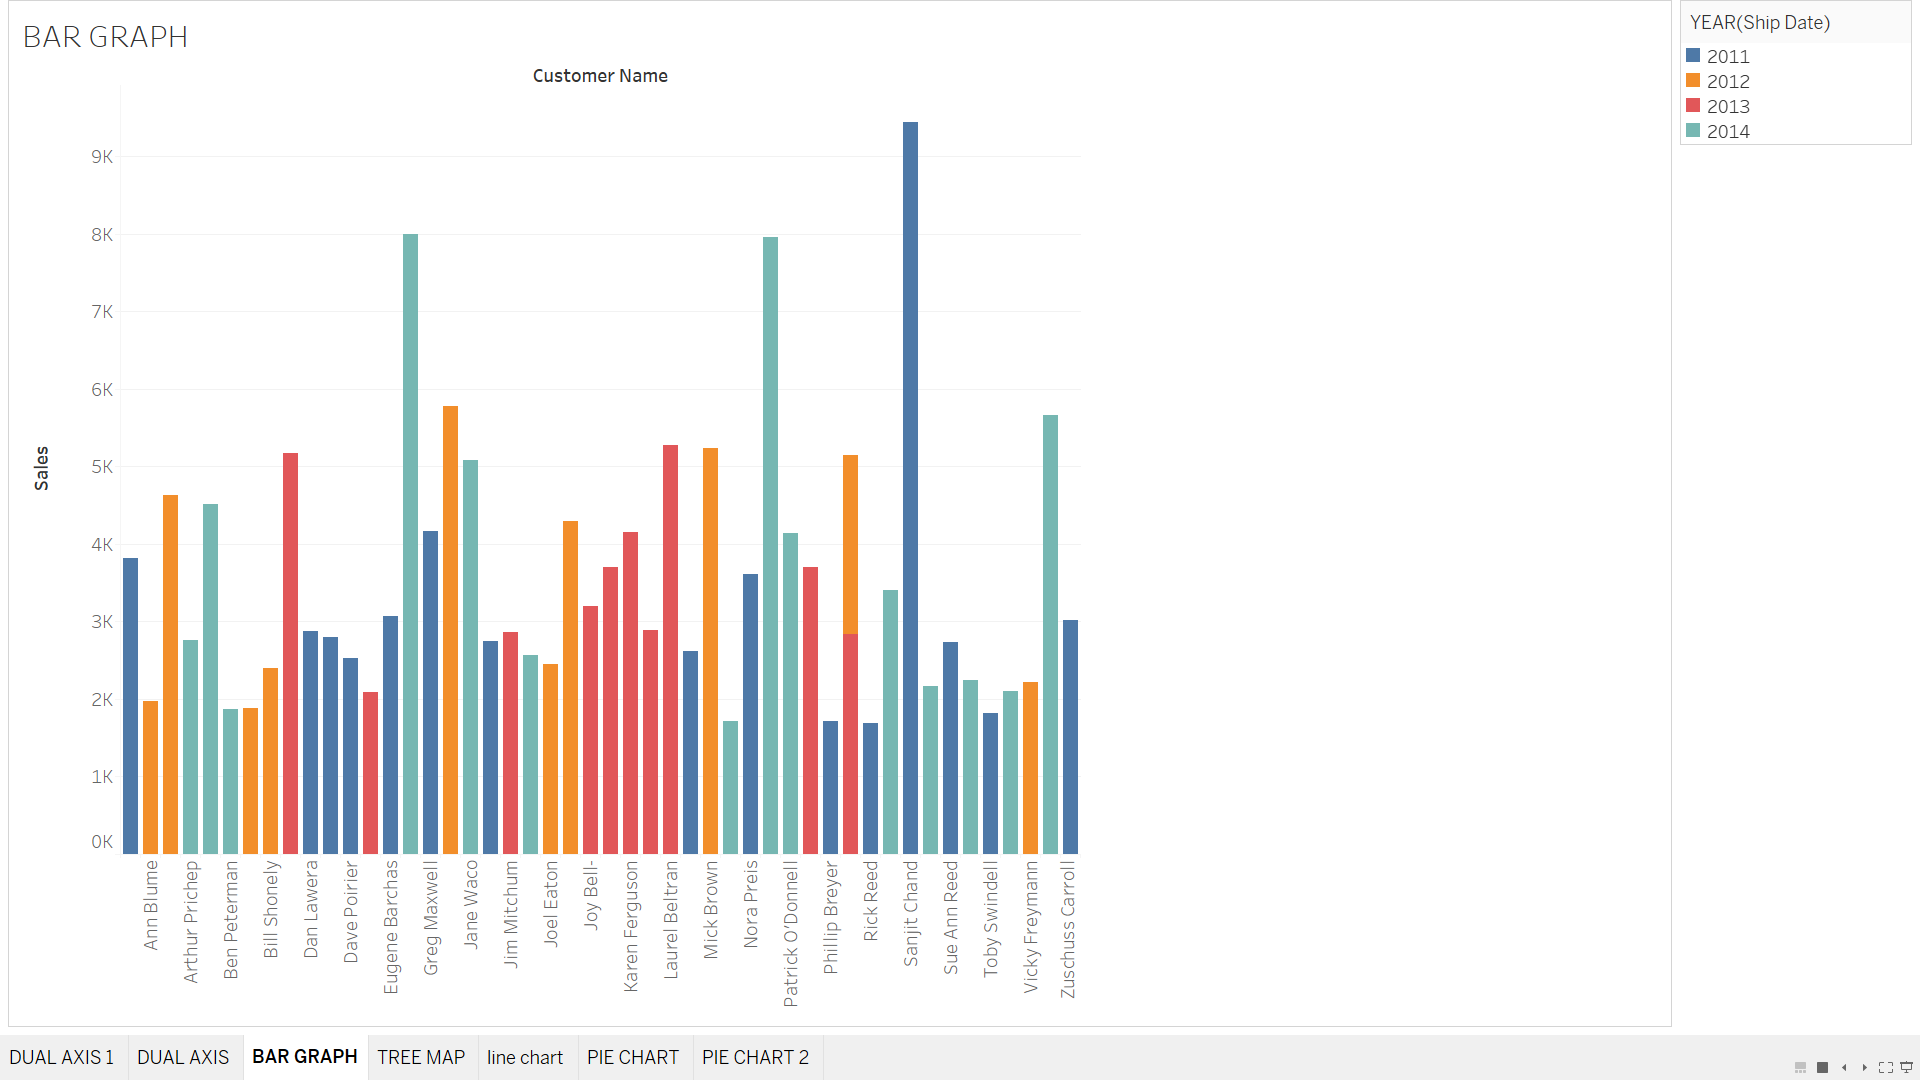 BAR GRAPH
Customer Name
Sales
9K
8K
7K
6K
5K
4K
3K
2K
1K
0K
Ann Blume
Arthur Prichep
Ben Peterman
Bill Shonely
Dan Lawera
Dave Poirier
Eugene Barchas
Greg Maxwell
Jane Waco
Jim Mitchum
Joel Eaton
Joy Bell-
Karen Ferguson
Laurel Beltran
Mick Brown
Nora Preis
Patrick O'Donnell
Phillip Breyer
Rick Reed
Sanjit Chand
Sue Ann Reed
Toby Swindell
Vicky Freymann
Zuschuss Carroll
YEAR(Ship Date)
2011
2012
2013
2014
DUAL AXIS 1
DUAL AXIS
BAR GRAPH
TREE MAP
line chart
PIE CHART
PIE CHART 2